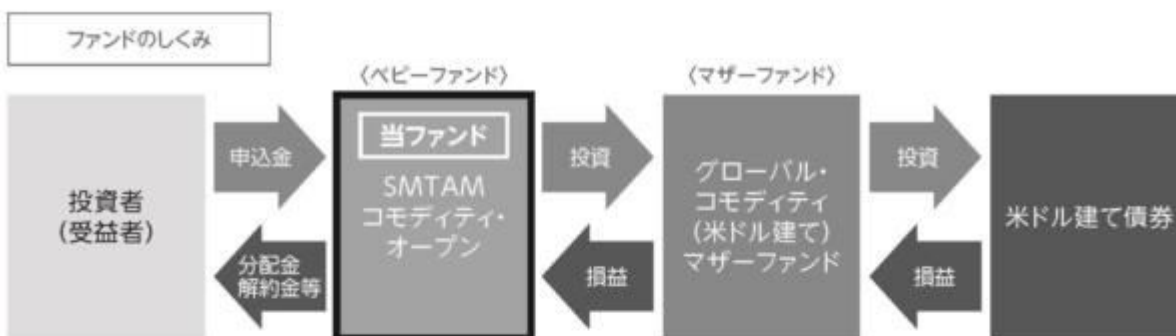 ファンドのしくみ
〈ベビーファンド〉
〈マザーファンド〉
投資者
(受益者)
申込金
分配金
解約金等
当ファンド
SMTAM
コモディティ・
オープン
投資
損益
グローバル・
コモディティ
(米ドル建て)
マザーファンド
投資
損益
米ドル建て債券